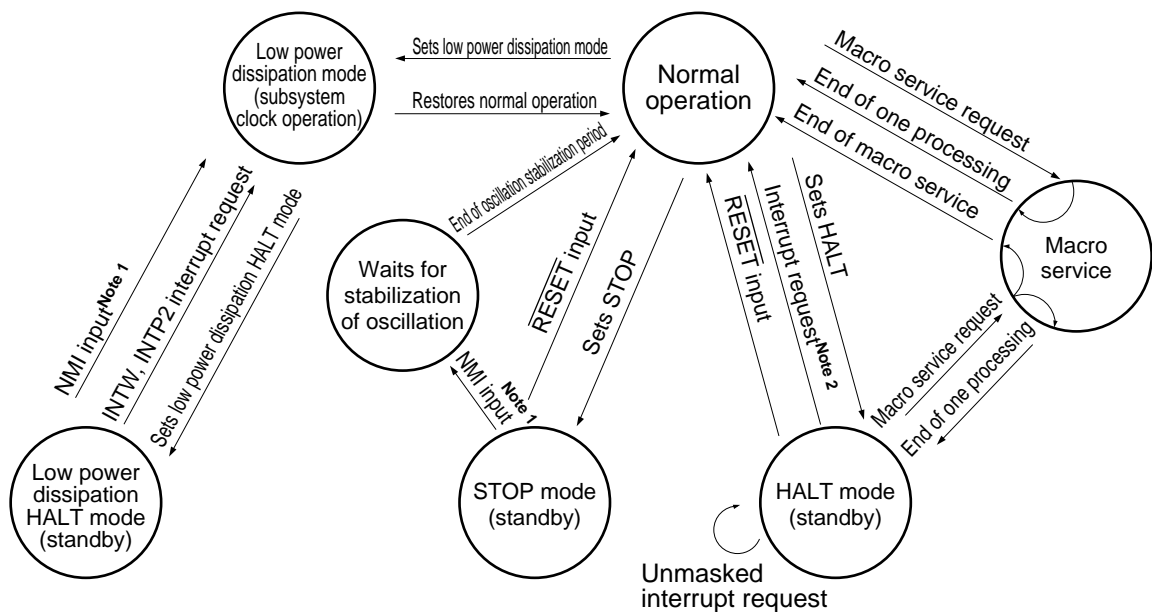 Low power
dissipation mode
(subsystem
clock operation)
Sets low power dissipation mode
Restores normal operation
Normal
operation
Macro service request
End of one processing
End of macro service
End of oscillation stabilization period
NMI input Note 1
INTW, INTP2 interrupt request
Sets low power dissipation HALT mode
Waits for
stabilization
of oscillation
RESET input
Sets STOP
RESET input
Interrupt request Note 2
Sets HALT
Macro
service
NMI input Note 1
Macro service request
End of one processing
Low power
dissipation
HALT mode
(standby)
STOP mode
(standby)
HALT mode
(standby)
Unmasked
interrupt request